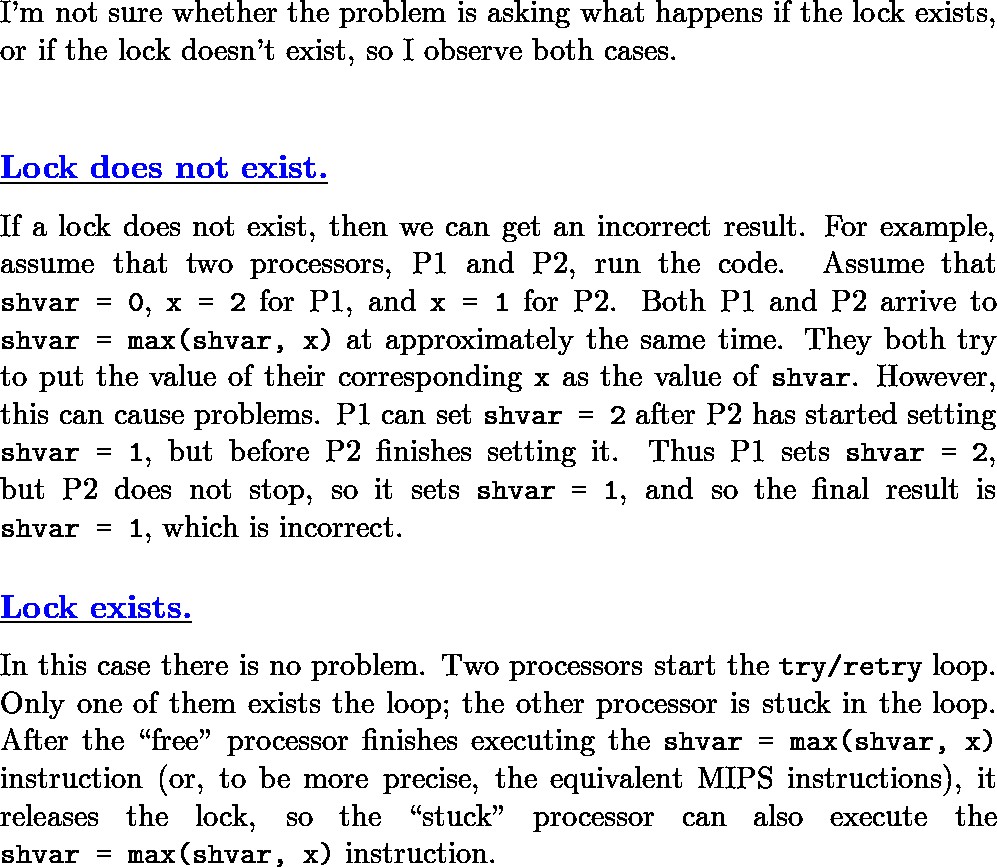 I'm not sure whether the problem is asking what happens if the lock exists,
or if the lock doesn't exist, so I observe both cases.
Lock does not exist.
If a lock does not exist, then we can get an incorrect result. For example,
assume that two processors, P1 and P2, run the code. Assume that
shvar = 0, x = 2 for P1, and x = 1 for P2. Both P1 and P2 arrive to
shvar = max(shvar, x) at approximately the same time. They both try
to put the value of their corresponding x as the value of shvar. However,
this can cause problems. P1 can set shvar = 2 after P2 has started setting
shvar = 1, but before P2 finishes setting it. Thus P1 sets shvar = 2,
but P2 does not stop, so it sets shvar = 1, and so the final result is
shvar = 1, which is incorrect.
Lock exists.
In this case there is no problem. Two processors start the try/retry loop.
Only one of them exists the loop; the other processor is stuck in the loop.
After the “free” processor finishes executing the shvar = max(shvar, x)
instruction (or, to be more precise, the equivalent MIPS instructions), it
releases the lock, so the “stuck” processor can also execute the
shvar = max(shvar, x) instruction.